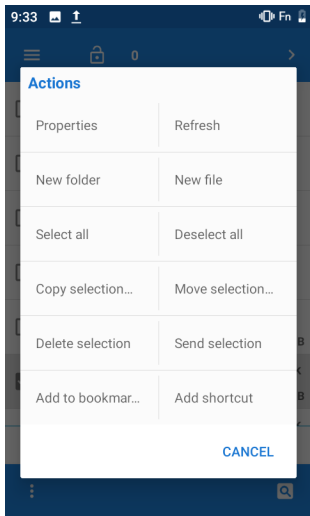 9:33 Fn
0
Actions
Properties Refresh
New folder New file
Select all Deselect all
Copy selection... Move selection...
Delete selection Send selection
B
K
Add to bookmar... Add shortcut
B
CANCEL